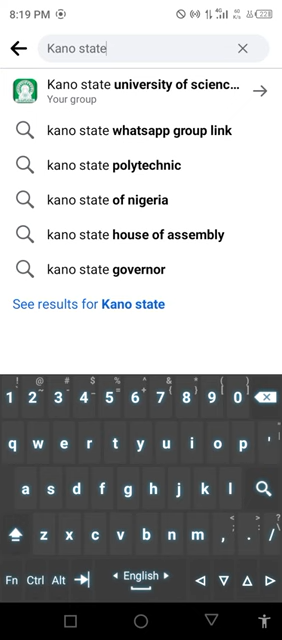 8:19 PM
Kano state
Kano state university of scienc...
Your group
kano state whatsapp group link
kano state polytechnic
kano state of nigeria
kano state house of assembly
kano state governor
See results for Kano state
! @ # $ % ^ & * ( )
1 2 3 4 5 6 7 8 9 0
q w e r t y u i o p '
a s d f g h j k l
z x c v b n m , . /
Fn Ctrl Alt English